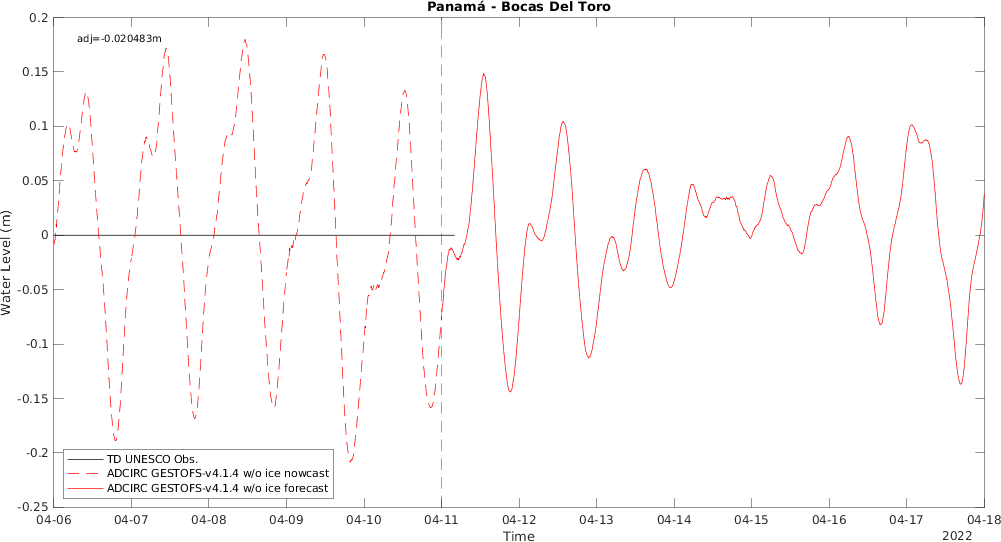 Panamá - Bocas Del Toro
adj=-0.020483m
0.2
0.15
0.1
0.05
0
-0.05
-0.1
-0.15
-0.2
-0.25
Water Level (m)
TD UNESCO Obs.
ADCIRC GESTOFS-v4.1.4 w/o ice nowcast
ADCIRC GESTOFS-v4.1.4 w/o ice forecast
04-06 04-07 04-08 04-09 04-10 04-11 04-12 04-13 04-14 04-15 04-16 04-17 04-18
Time
2022